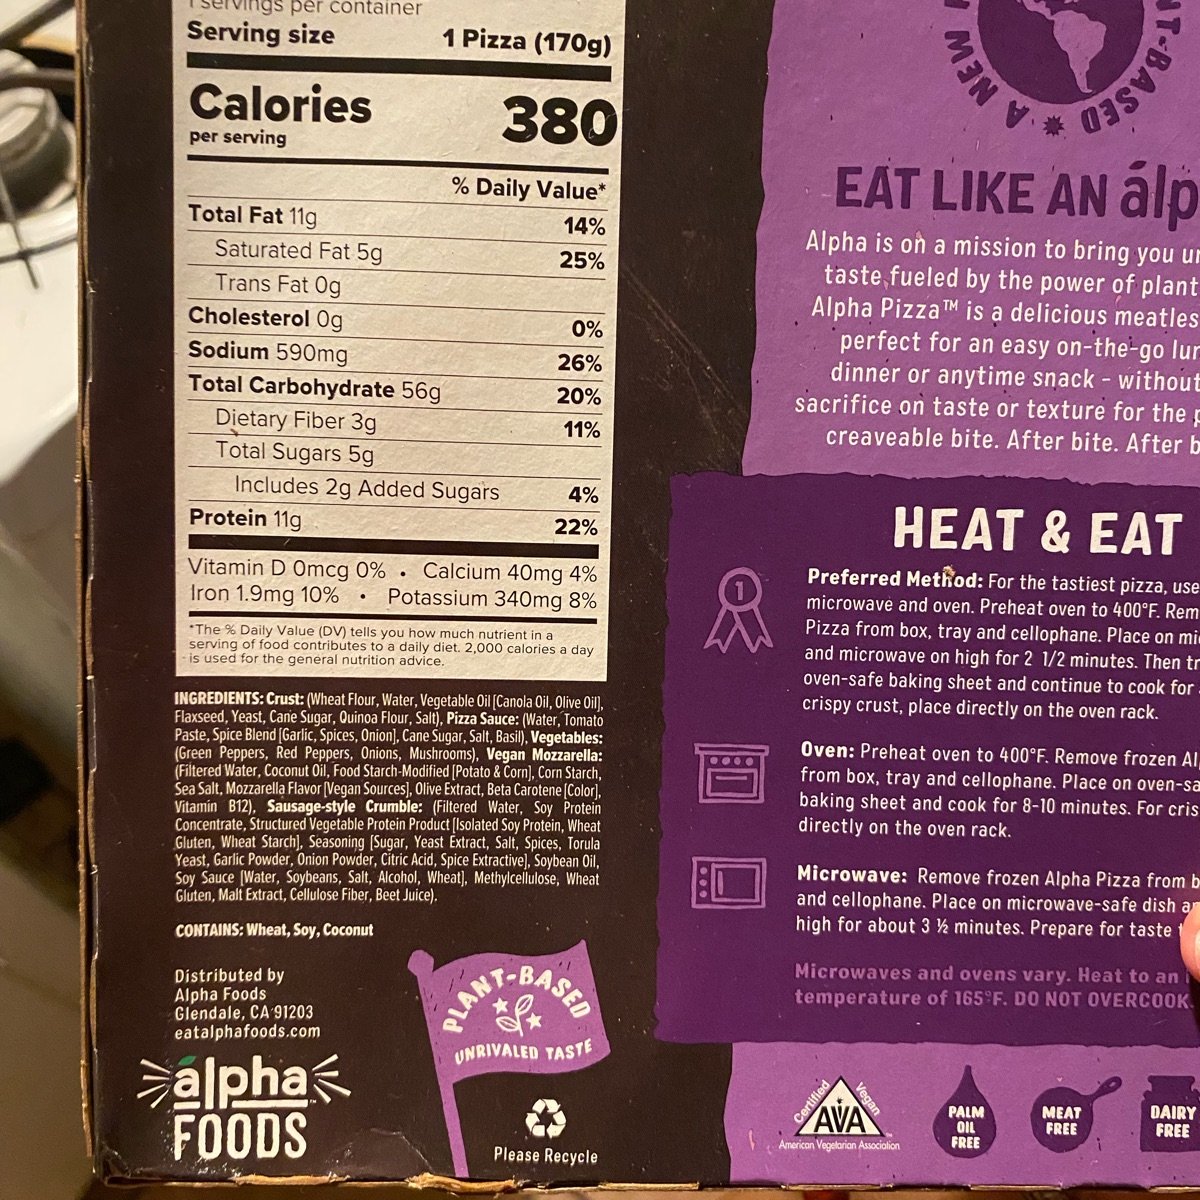 1 servings per container
Serving size 1 Pizza (170g)
Calories 380
per serving
% Daily Value*
Total Fat 11g 14%
Saturated Fat 5g 25%
Trans Fat 0g
Cholesterol 0g 0%
Sodium 590mg 26%
Total Carbohydrate 56g 20%
Dietary Fiber 3g 11%
Total Sugars 5g
Includes 2g Added Sugars 4%
Protein 11g 22%
Vitamin D 0mcg 0% • Calcium 40mg 4%
Iron 1.9mg 10% • Potassium 340mg 8%
*The % Daily Value (DV) tells you how much nutrient in a
serving of food contributes to a daily diet. 2,000 calories a day
is used for the general nutrition advice.
INGREDIENTS: Crust: (Wheat Flour, Water, Vegetable Oil [Canola Oil, Olive Oil],
Flaxseed, Yeast, Cane Sugar, Quinoa Flour, Salt), Pizza Sauce: (Water, Tomato
Paste, Spice Blend [Garlic, Spices, Onion], Cane Sugar, Salt, Basil), Vegetables:
(Green Peppers, Red Peppers, Onions, Mushrooms), Vegan Mozzarella:
(Filtered Water, Coconut Oil, Food Starch-Modified [Potato & Corn], Corn Starch,
Sea Salt, Mozzarella Flavor [Vegan Sources], Olive Extract, Beta Carotene [Color],
Vitamin B12), Sausage-style Crumble: (Filtered Water, Soy Protein
Concentrate, Structured Vegetable Protein Product [Isolated Soy Protein, Wheat
Gluten, Wheat Starch], Seasoning [Sugar, Yeast Extract, Salt, Spices, Torula
Yeast, Garlic Powder, Onion Powder, Citric Acid, Spice Extractive], Soybean Oil,
Soy Sauce [Water, Soybeans, Salt, Alcohol, Wheat], Methylcellulose, Wheat
Gluten, Malt Extract, Cellulose Fiber, Beet Juice).
CONTAINS: Wheat, Soy, Coconut
Distributed by
Alpha Foods
Glendale, CA 91203
eatalphafoods.com
álpha
FOODS
PLANT-BASED
UNRIVALED TASTE
Please Recycle
A NEW
NT-BASED
EAT LIKE AN álp
Alpha is on a mission to bring you
taste fueled by the power of plant
Alpha Pizza™ is a delicious meatles
perfect for an easy on-the-go
dinner or anytime snack - without
sacrifice on taste or texture for the
creaveable bite. After bite. After
HEAT & EAT
1
Preferred Method: For the tastiest pizza, use
microwave and oven. Preheat oven to 400°F. Rem
Pizza from box, tray and cellophane. Place on
and microwave on high for 2 1/2 minutes. Then
oven-safe baking sheet and continue to cook for
crispy crust, place directly on the oven rack.
Oven: Preheat oven to 400°F. Remove frozen Al
from box, tray and cellophane. Place on oven-sa
baking sheet and cook for 8-10 minutes. For cris
directly on the oven rack.
Microwave: Remove frozen Alpha Pizza from
and cellophane. Place on microwave-safe dish
high for about 3 ½ minutes. Prepare for taste
Microwaves and ovens vary. Heat to an
temperature of 165°F. DO NOT OVERCOOK
Certified Vegan
AVA
American Vegetarian Association
PALM
OIL
FREE
MEAT
FREE
DAIRY
FREE